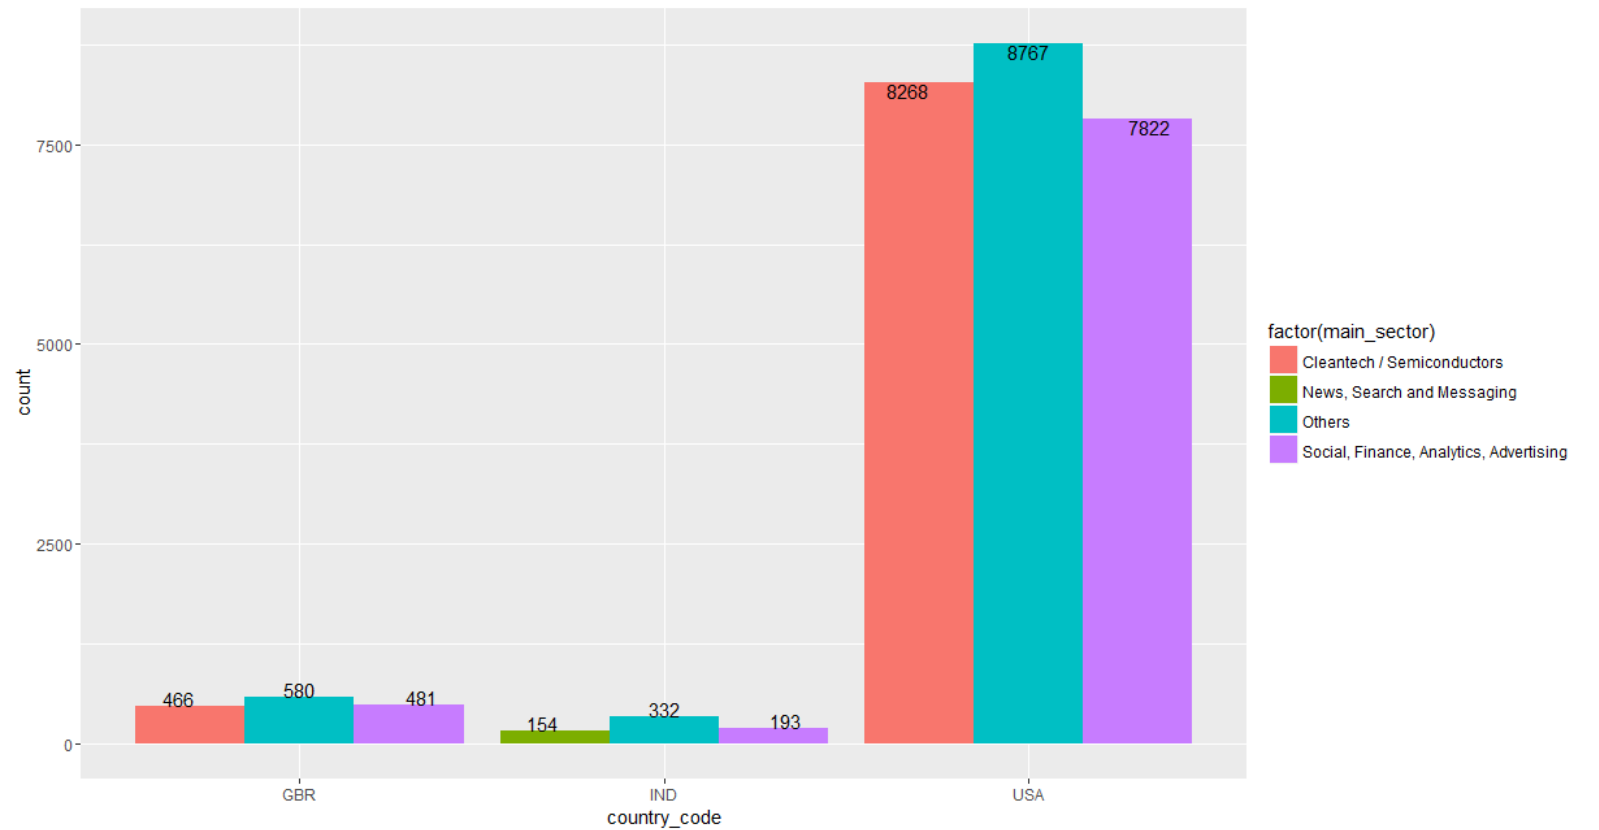 count
7500
5000
2500
0
466
580
481
154
332
193
8268
8767
7822
GBR
IND
USA
country_code
factor(main_sector)
Cleantech / Semiconductors
News, Search and Messaging
Others
Social, Finance, Analytics, Advertising